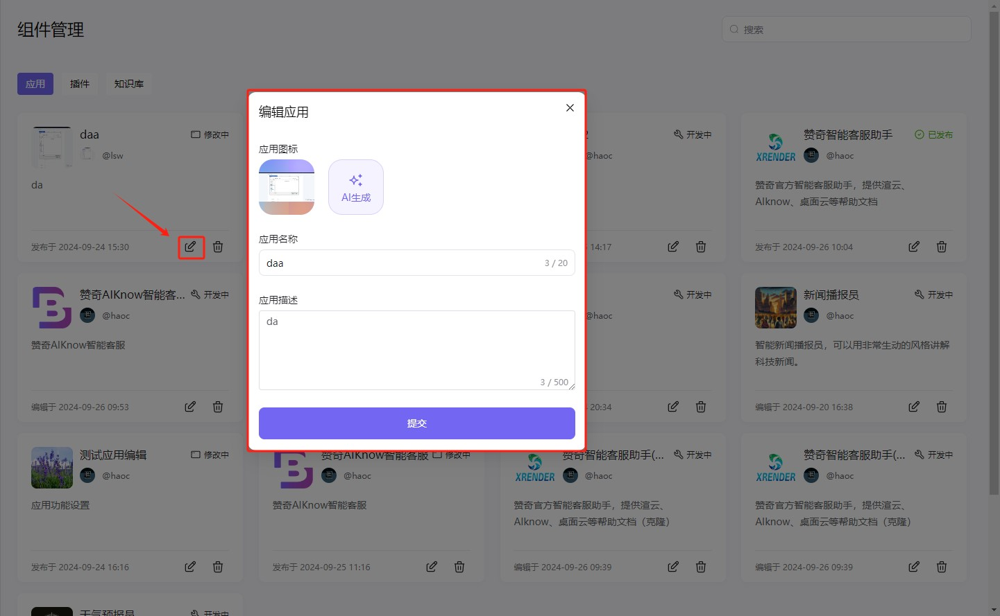 组件管理
搜索
应用
插件
知识库
daa
修改中
@lsw
da
发布于 2024-09-24 15:30
编辑应用
应用图标
AI生成
应用名称
daa
3 / 20
应用描述
da
3 / 500
提交
2
开发中
@haoc
14:17
赞奇智能客服助手
已发布
XRENDER
@haoc
赞奇官方智能客服助手，提供渲云、
AIknow、桌面云等帮助文档
发布于 2024-09-26 10:04
赞奇AIKnow智能客...
开发中
@haoc
赞奇AIKnow智能客服
编辑于 2024-09-26 09:53
开发中
@haoc
20:34
新闻播报员
开发中
@haoc
智能新闻播报员，可以用非常生动的风格讲解
科技新闻。
编辑于 2024-09-20 16:38
测试应用编辑
修改中
@haoc
应用功能设置
发布于 2024-09-24 16:16
赞奇AIKnow智能客服
修改中
@haoc
赞奇AIKnow智能客服
发布于 2024-09-25 11:16
赞奇智能客服助手(...
开发中
XRENDER
@haoc
赞奇官方智能客服助手，提供渲云、
AIknow、桌面云等帮助文档（克隆）
编辑于 2024-09-26 09:39
赞奇智能客服助手(...
开发中
XRENDER
@haoc
赞奇官方智能客服助手，提供渲云、
AIknow、桌面云等帮助文档（克隆）
编辑于 2024-09-26 09:39
天气预报员
开发中